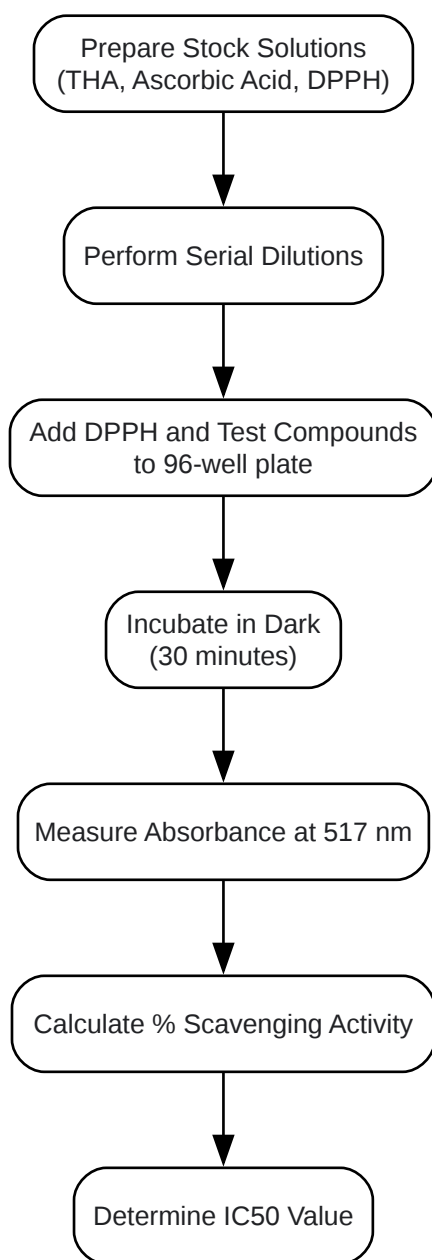 Prepare Stock Solutions
(THA, Ascorbic Acid, DPPH)
Perform Serial Dilutions
Add DPPH and Test Compounds
to 96-well plate
Incubate in Dark
(30 minutes)
Measure Absorbance at 517 nm
Calculate % Scavenging Activity
Determine IC50 Value